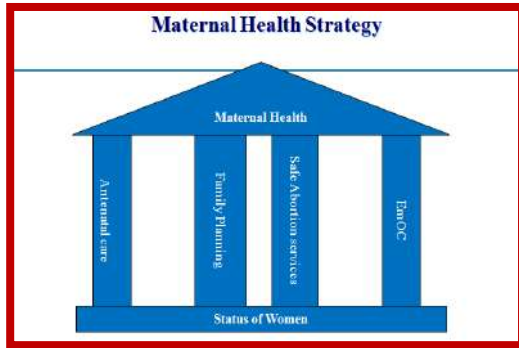 Maternal Health Strategy
Maternal Health
Antenatal care
Family Planning
Safe Abortion services
EmOC
Status of Women